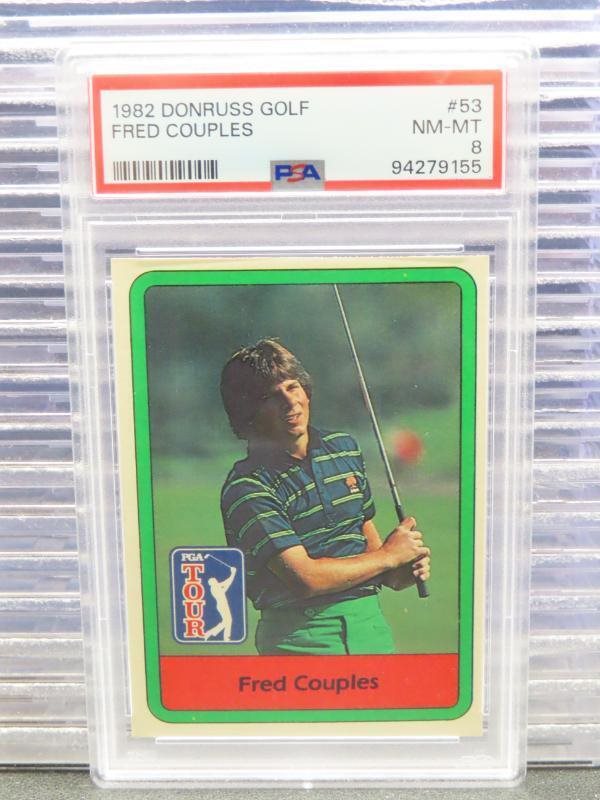 1982 DONRUSS GOLF #53
FRED COUPLES NM-MT
8
PSA 94279155
PGA
TOUR
Fred Couples